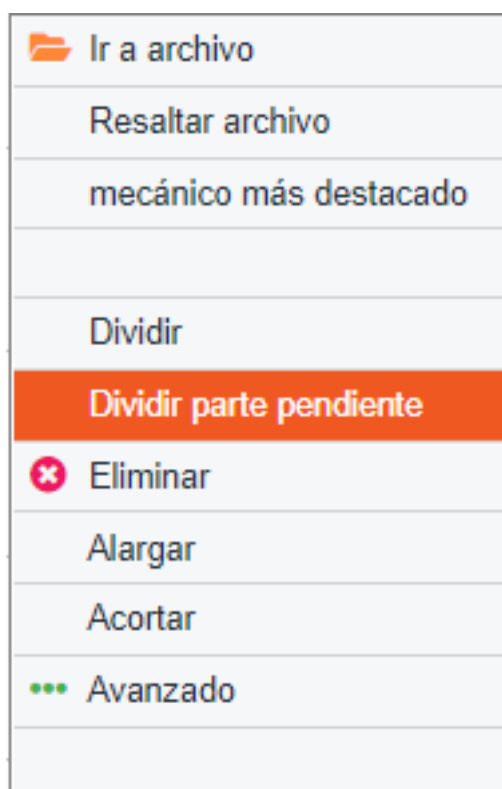 Ir a archivo
Resaltar archivo
mecánico más destacado
Dividir
Dividir parte pendiente
Eliminar
Alargar
Acortar
Avanzado